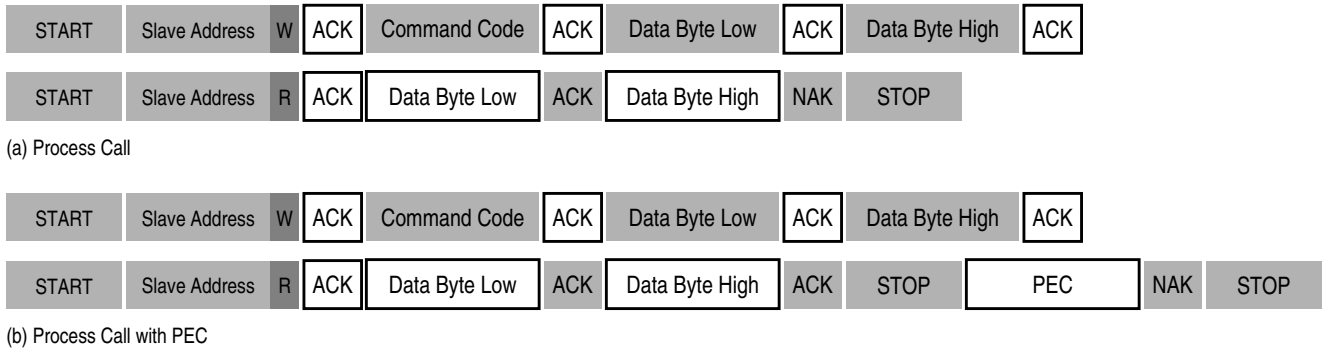 START Slave Address W ACK Command Code ACK Data Byte Low ACK Data Byte High ACK
START Slave Address R ACK Data Byte Low ACK Data Byte High NAK STOP
(a) Process Call
START Slave Address W ACK Command Code ACK Data Byte Low ACK Data Byte High ACK
START Slave Address R ACK Data Byte Low ACK Data Byte High ACK STOP PEC NAK STOP
(b) Process Call with PEC